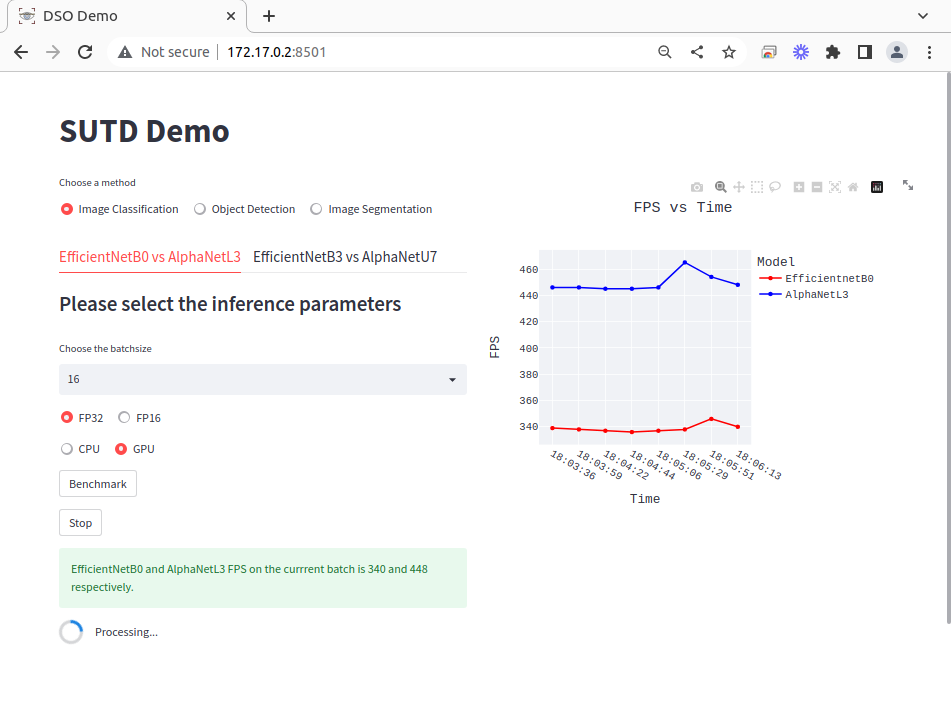 DSO Demo
Not secure 172.17.0.2:8501
SUTD Demo
Choose a method
Image Classification Object Detection Image Segmentation
EfficientNetB0 vs AlphaNetL3 EfficientNetB3 vs AlphaNetU7
Please select the inference parameters
Choose the batchsize
16
FP32 FP16
CPU GPU
Benchmark
Stop
EfficientNetB0 and AlphaNetL3 FPS on the currrent batch is 340 and 448
respectively.
Processing...
FPS vs Time
FPS
460
440
420
400
380
360
340
18:03:36
18:03:59
18:04:22
18:04:44
18:05:06
18:05:29
18:05:51
18:06:13
Time
Model
EfficientnetB0
AlphaNetL3